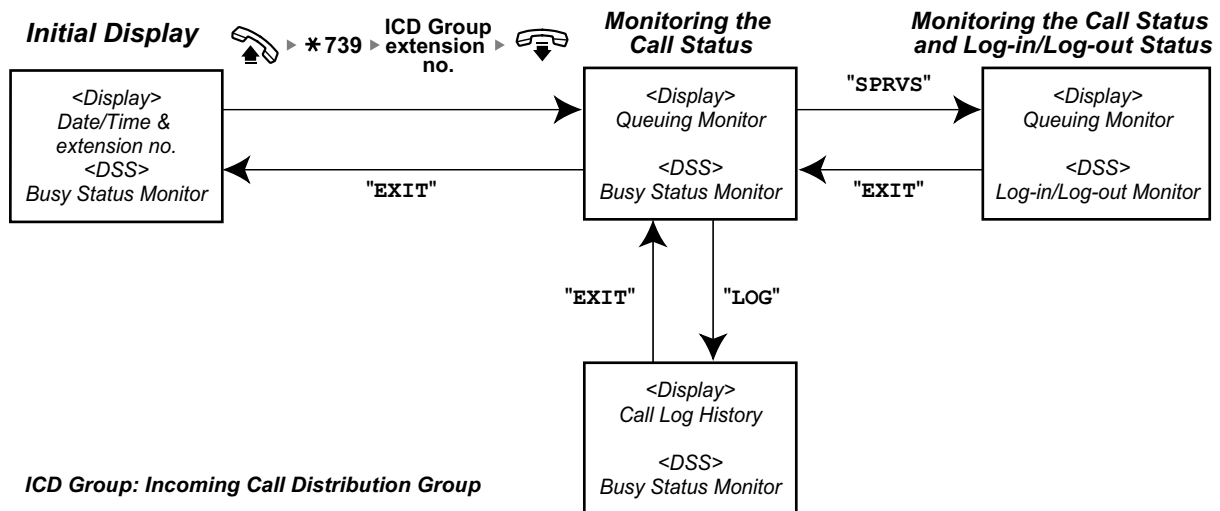 Initial Display
✱739
ICD Group
extension
no.
Monitoring the
Call Status
Monitoring the Call Status
and Log-in/Log-out Status
<Display>
Date/Time &
extension no.
<DSS>
Busy Status Monitor
"EXIT"
<Display>
Queuing Monitor
<DSS>
Busy Status Monitor
"SPRVS"
"EXIT"
<Display>
Queuing Monitor
<DSS>
Log-in/Log-out Monitor
"EXIT"
"LOG"
<Display>
Call Log History
<DSS>
Busy Status Monitor
ICD Group: Incoming Call Distribution Group